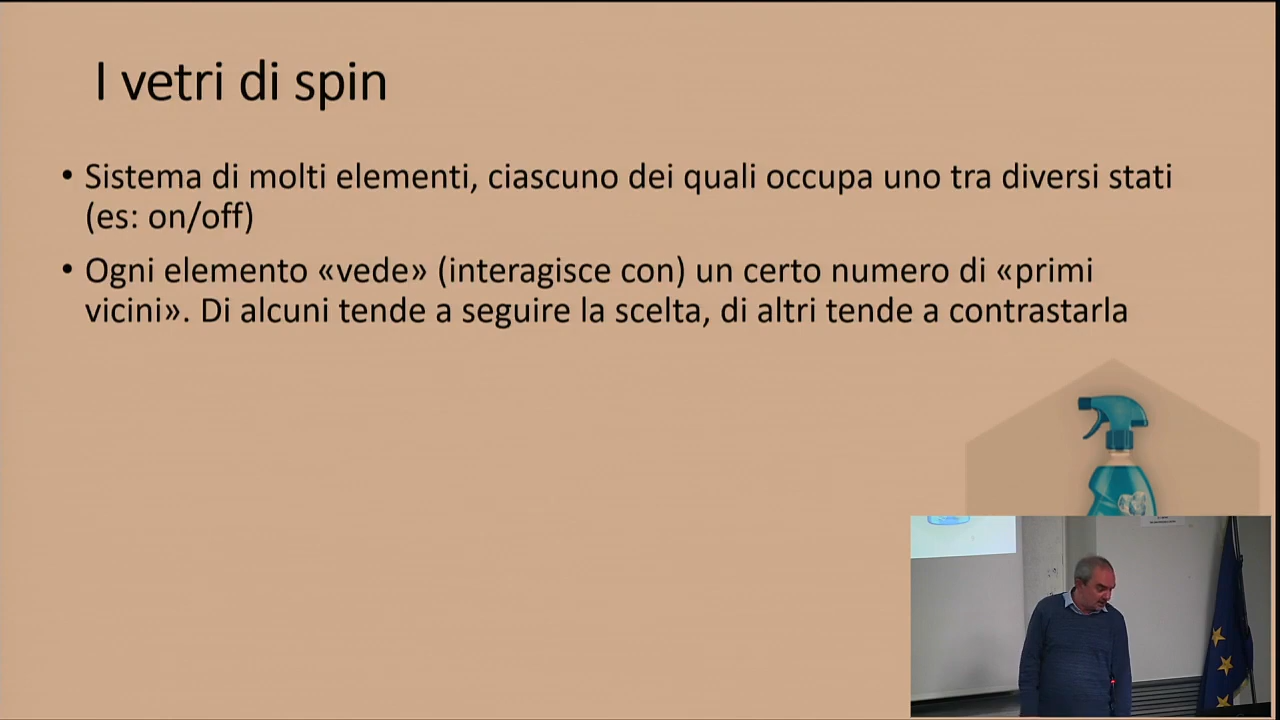 I vetri di spin
• Sistema di molti elementi, ciascuno dei quali occupa uno tra diversi stati
(es: on/off)
• Ogni elemento «vede» (interagisce con) un certo numero di «primi
vicini». Di alcuni tende a seguire la scelta, di altri tende a contrastarla